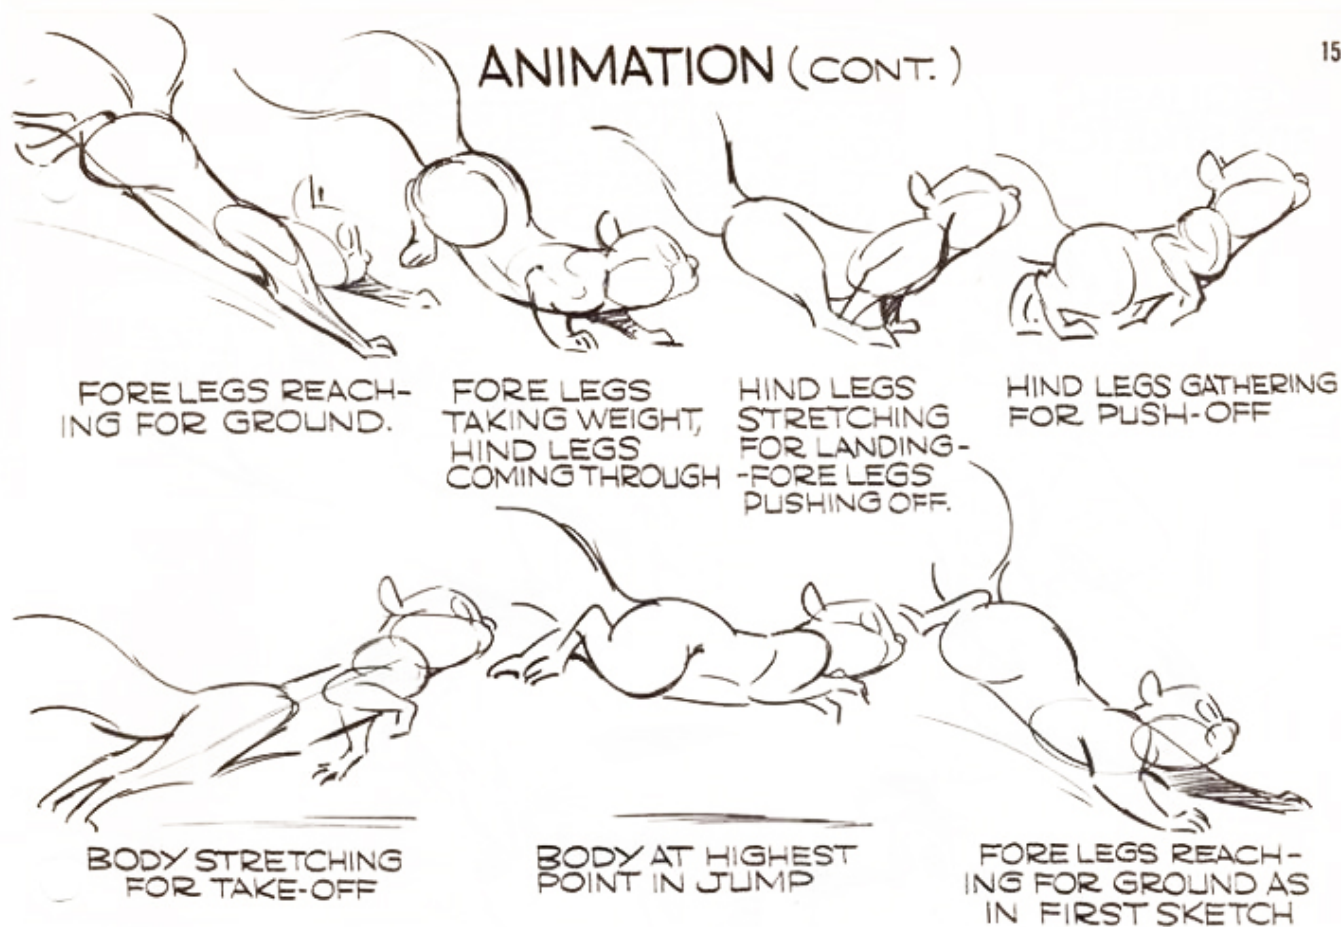 ANIMATION (CONT.)
15
FORELEGS REACH-
ING FOR GROUND.
FORE LEGS
TAKING WEIGHT,
HIND LEGS
COMING THROUGH
HIND LEGS
STRETCHING
FOR LANDING-
-FORE LEGS
PUSHING OFF.
HIND LEGS GATHERING
FOR PUSH-OFF
BODY STRETCHING
FOR TAKE-OFF
BODY AT HIGHEST
POINT IN JUMP
FORE LEGS REACH-
ING FOR GROUND AS
IN FIRST SKETCH